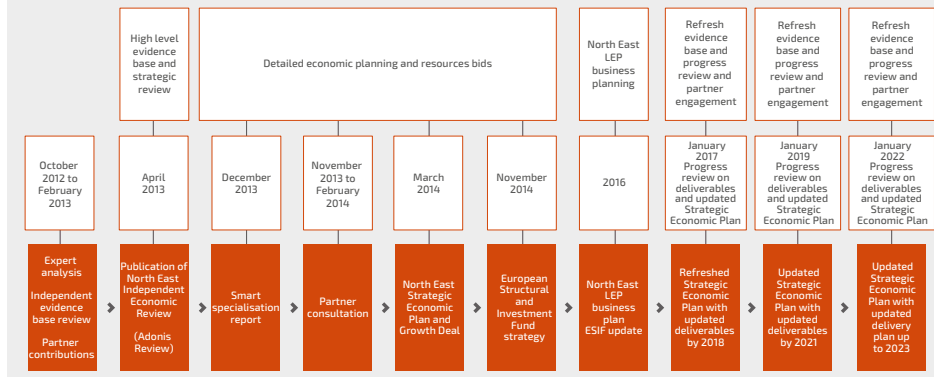 High level
evidence
base and
strategic
review
Detailed economic planning and resources bids
North East
LEP
business
planning
Refresh
evidence
base and
progress
review and
partner
engagement
Refresh
evidence
base and
progress
review and
partner
engagement
Refresh
evidence
base and
progress
review and
partner
engagement
October
2012 to
February
2013
April
2013
December
2013
November
2013 to
February
2014
March
2014
November
2014
2016
January
2017
Progress
review on
deliverables
and updated
Strategic
Economic Plan
January
2019
Progress
review on
deliverables
and updated
Strategic
Economic Plan
January
2022
Progress
review on
deliverables
and updated
Strategic
Economic Plan
Expert
analysis
Independent
evidence
base review
Partner
contributions
Publication of
North East
Independent
Economic
Review
(Adonis
Review)
Smart
specialisation
report
Partner
consultation
North East
Strategic
Economic
Plan and
Growth Deal
European
Structural
and
Investment
Fund
strategy
North East
LEP
business
plan
ESIF update
Refreshed
Strategic
Economic
Plan with
updated
deliverables
by 2018
Updated
Strategic
Economic
Plan with
updated
deliverables
by 2021
Updated
Strategic
Economic
Plan with
updated
delivery
plan up
to 2023